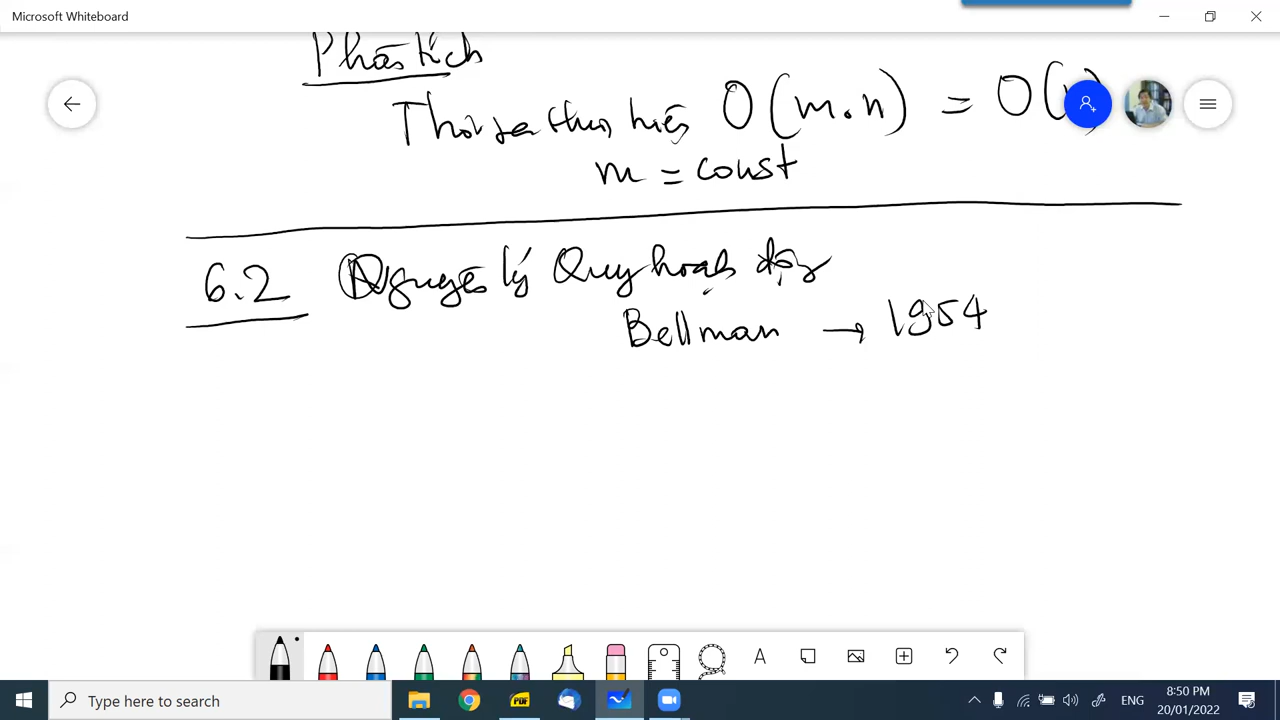 Microsoft Whiteboard
Phân tích
Thời gian thực hiện O(m.n) = O(n)
m = const
6.2 Nguyên lý Quy hoạch động
Bellman → 1954
A
Type here to search
PDF
ENG
8:50 PM
20/01/2022